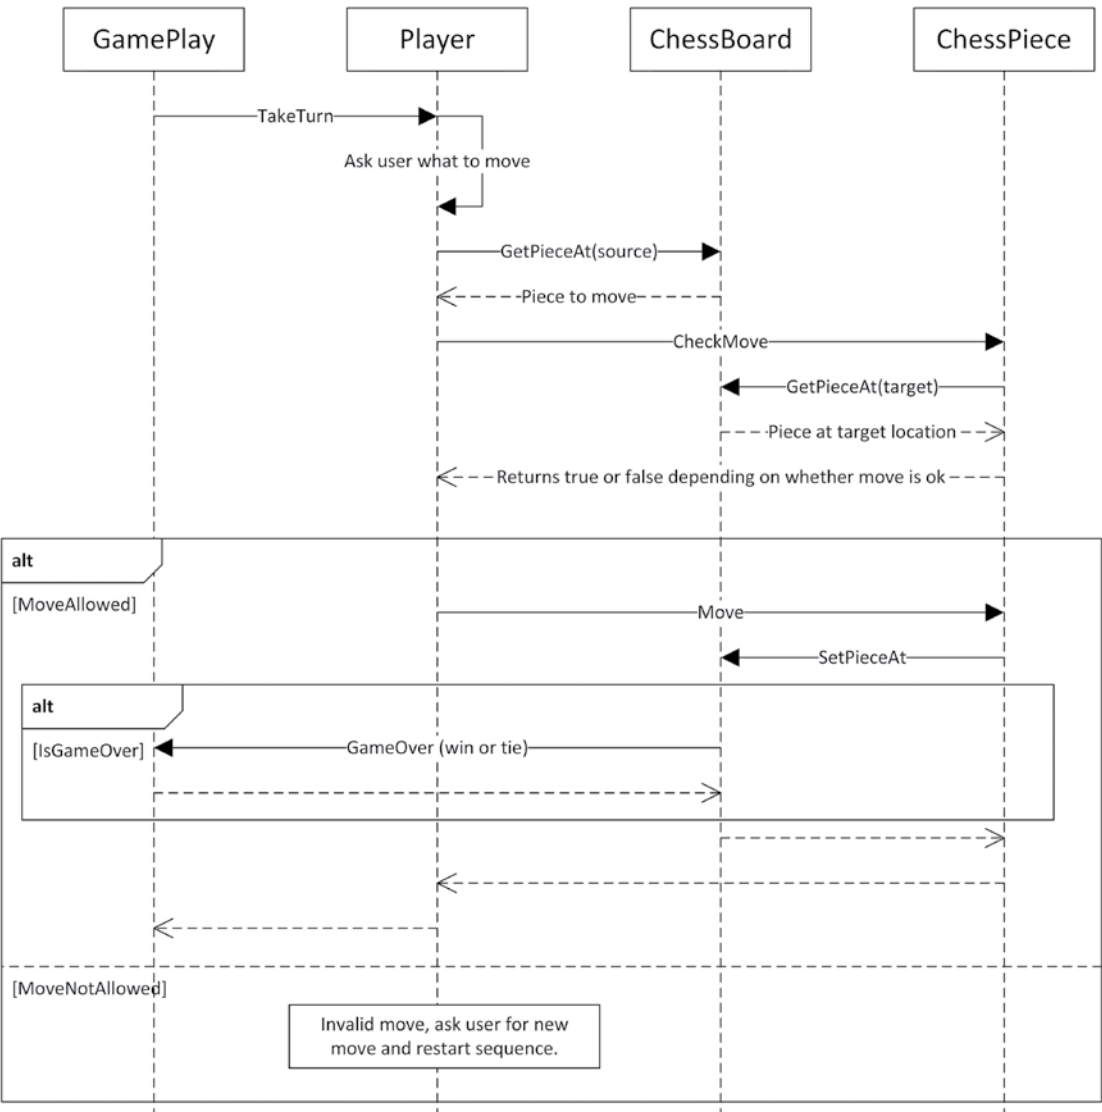 GamePlay
Player
ChessBoard
ChessPiece
TakeTurn
Ask user what to move
GetPieceAt(source)
Piece to move
CheckMove
GetPieceAt(target)
Piece at target location
Returns true or false depending on whether move is ok
alt
[MoveAllowed]
Move
SetPieceAt
alt
[IsGameOver]
GameOver (win or tie)
[MoveNotAllowed]
Invalid move, ask user for new
move and restart sequence.